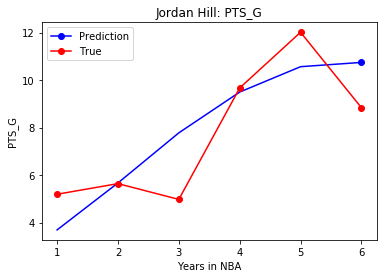 Jordan Hill: PTS_G
Prediction
True
12
10
8
6
4
PTS_G
1 2 3 4 5 6
Years in NBA